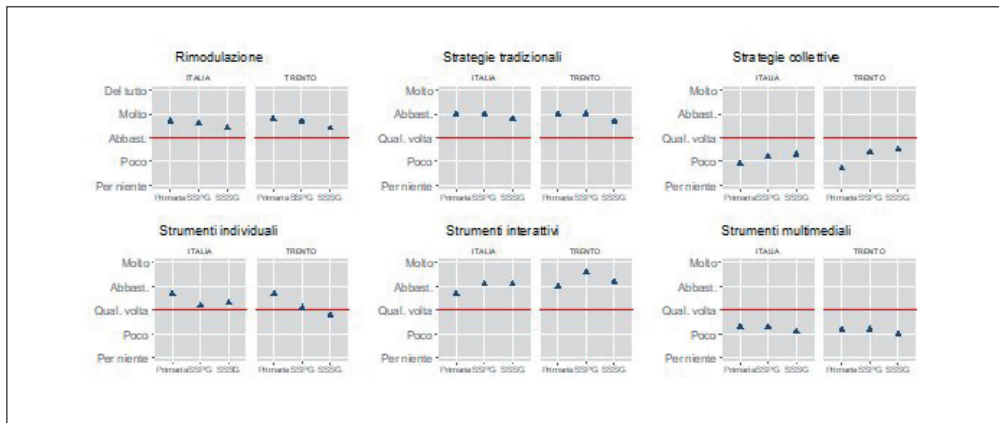 Rimodulazione
ITALIA TRENTO
Del tutto
Molto
Abbast.
Poco
Per niente
Primaria SSPG SSSG Primaria SSPG SSSG
Strategie tradizionali
ITALIA TRENTO
Molto
Abbast.
Qual. volta
Poco
Per niente
Primaria SSPG SSSG Primaria SSPG SSSG
Strategie collettive
ITALIA TRENTO
Molto
Abbast.
Qual. volta
Poco
Per niente
Primaria SSPG SSSG Primaria SSPG SSSG
Strumenti individuali
ITALIA TRENTO
Molto
Abbast.
Qual. volta
Poco
Per niente
Primaria SSPG SSSG Primaria SSPG SSSG
Strumenti interattivi
ITALIA TRENTO
Molto
Abbast.
Qual. volta
Poco
Per niente
Primaria SSPG SSSG Primaria SSPG SSSG
Strumenti multimediali
ITALIA TRENTO
Molto
Abbast.
Qual. volta
Poco
Per niente
Primaria SSPG SSSG Primaria SSPG SSSG